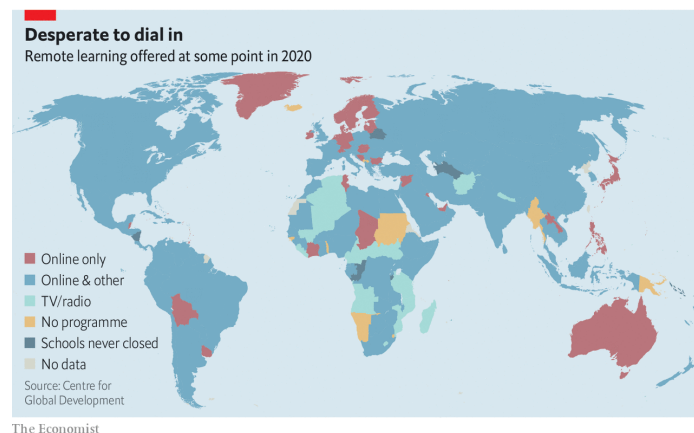 Desperate to dial in
Remote learning offered at some point in 2020
Online only
Online & other
TV/radio
No programme
Schools never closed
No data
Source: Centre for
Global Development
The Economist